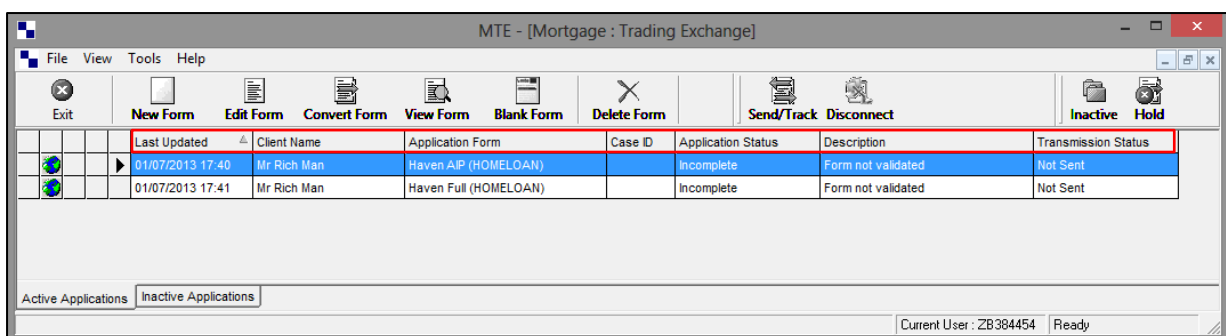 MTE - [Mortgage : Trading Exchange]
File View Tools Help
Exit New Form Edit Form Convert Form View Form Blank Form Delete Form Send/Track Disconnect Inactive Hold
Last Updated Client Name Application Form Case ID Application Status Description Transmission Status
01/07/2013 17:40 Mr Rich Man Haven AIP (HOMELOAN) Incomplete Form not validated Not Sent
01/07/2013 17:41 Mr Rich Man Haven Full (HOMELOAN) Incomplete Form not validated Not Sent
Active Applications Inactive Applications
Current User : ZB384454 Ready